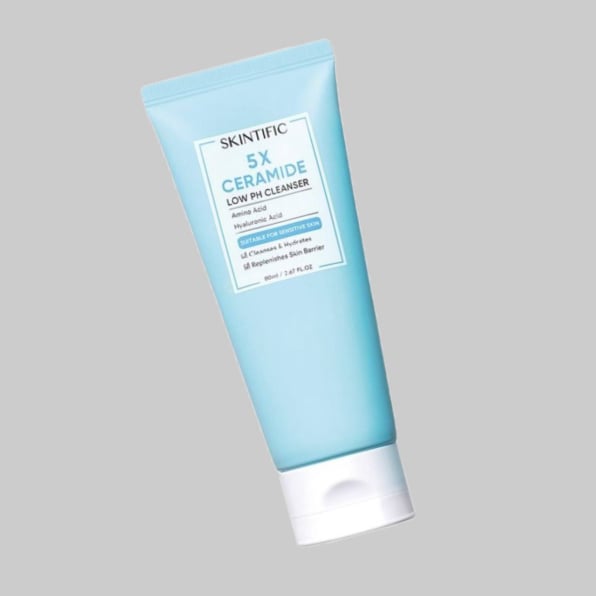 SKINTIFIC
5X
CERAMIDE
LOW PH CLEANSER
Amino Acid
Hyaluronic Acid
SUITABLE FOR SENSITIVE SKIN
☑ Cleanses & Hydrates
☑ Replenishes Skin Barrier
80ml / 2.67 FL.OZ